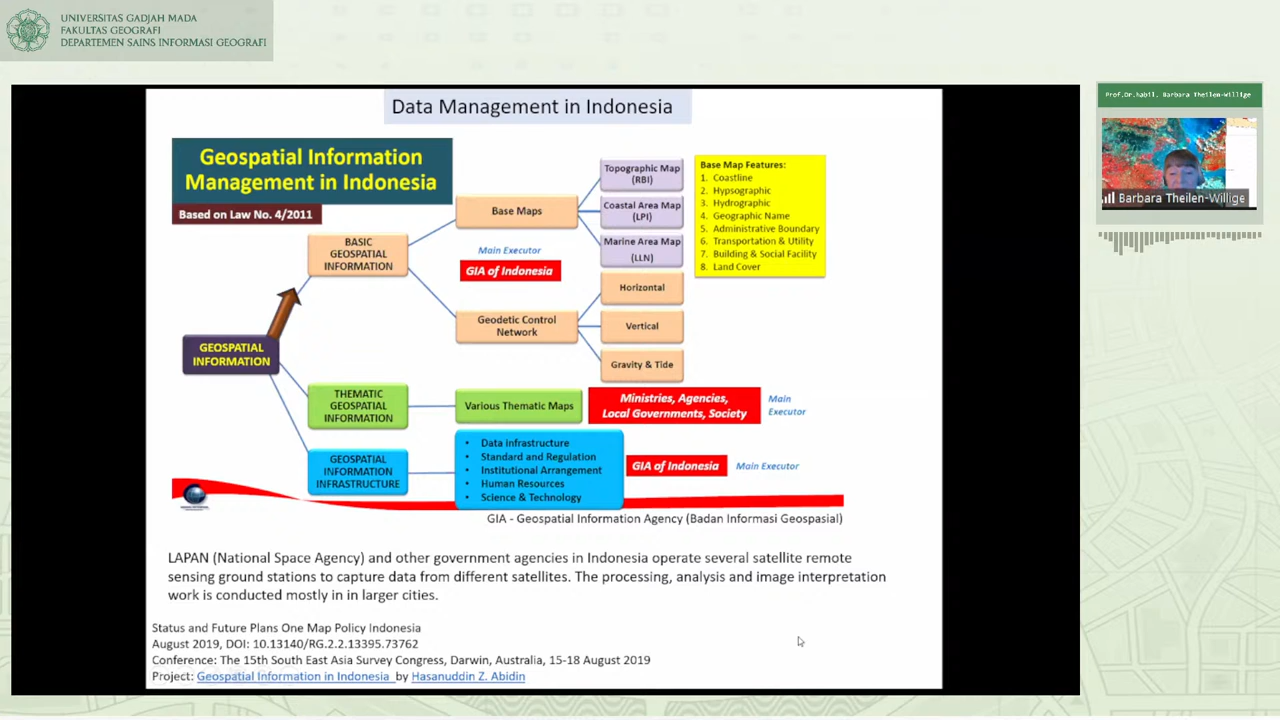 UNIVERSITAS GADJAH MADA
FAKULTAS GEOGRAFI
DEPARTEMEN SAINS INFORMASI GEOGRAFI
Data Management in Indonesia
Geospatial Information
Management in Indonesia
Based on Law No. 4/2011
GEOSPATIAL
INFORMATION
BASIC
GEOSPATIAL
INFORMATION
Base Maps
Main Executor
GIA of Indonesia
Geodetic Control
Network
Topographic Map
(RBI)
Coastal Area Map
(LPI)
Marine Area Map
(LLN)
Horizontal
Vertical
Gravity & Tide
Base Map Features:
1. Coastline
2. Hypsographic
3. Hydrographic
4. Geographic Name
5. Administrative Boundary
6. Transportation & Utility
7. Building & Social Facility
8. Land Cover
THEMATIC
GEOSPATIAL
INFORMATION
Various Thematic Maps
Ministries, Agencies,
Local Governments, Society
Main
Executor
GEOSPATIAL
INFORMATION
INFRASTRUCTURE
• Data infrastructure
• Standard and Regulation
• Institutional Arrangement
• Human Resources
• Science & Technology
GIA of Indonesia
Main Executor
GIA - Geospatial Information Agency (Badan Informasi Geospasial)
LAPAN (National Space Agency) and other government agencies in Indonesia operate several satellite remote
sensing ground stations to capture data from different satellites. The processing, analysis and image interpretation
work is conducted mostly in in larger cities.
Status and Future Plans One Map Policy Indonesia
August 2019, DOI: 10.13140/RG.2.2.13395.73762
Conference: The 15th South East Asia Survey Congress, Darwin, Australia, 15-18 August 2019
Project: Geospatial Information in Indonesia by Hasanuddin Z. Abidin
Prof.Dr.habil. Barbara Theilen-Willige
Barbara Theilen-Willige